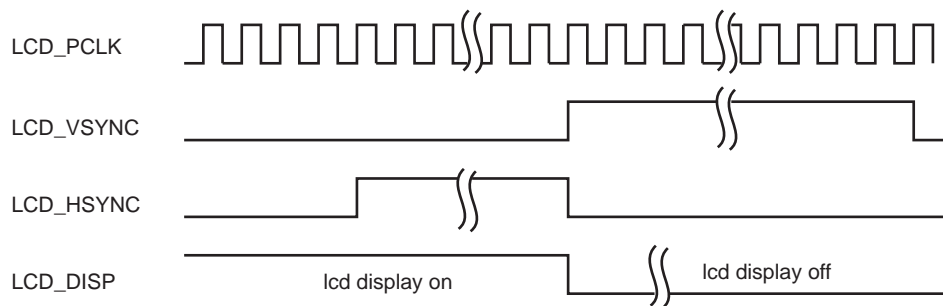 LCD_PCLK
LCD_VSYNC
LCD_HSYNC
LCD_DISP
lcd display on
lcd display off